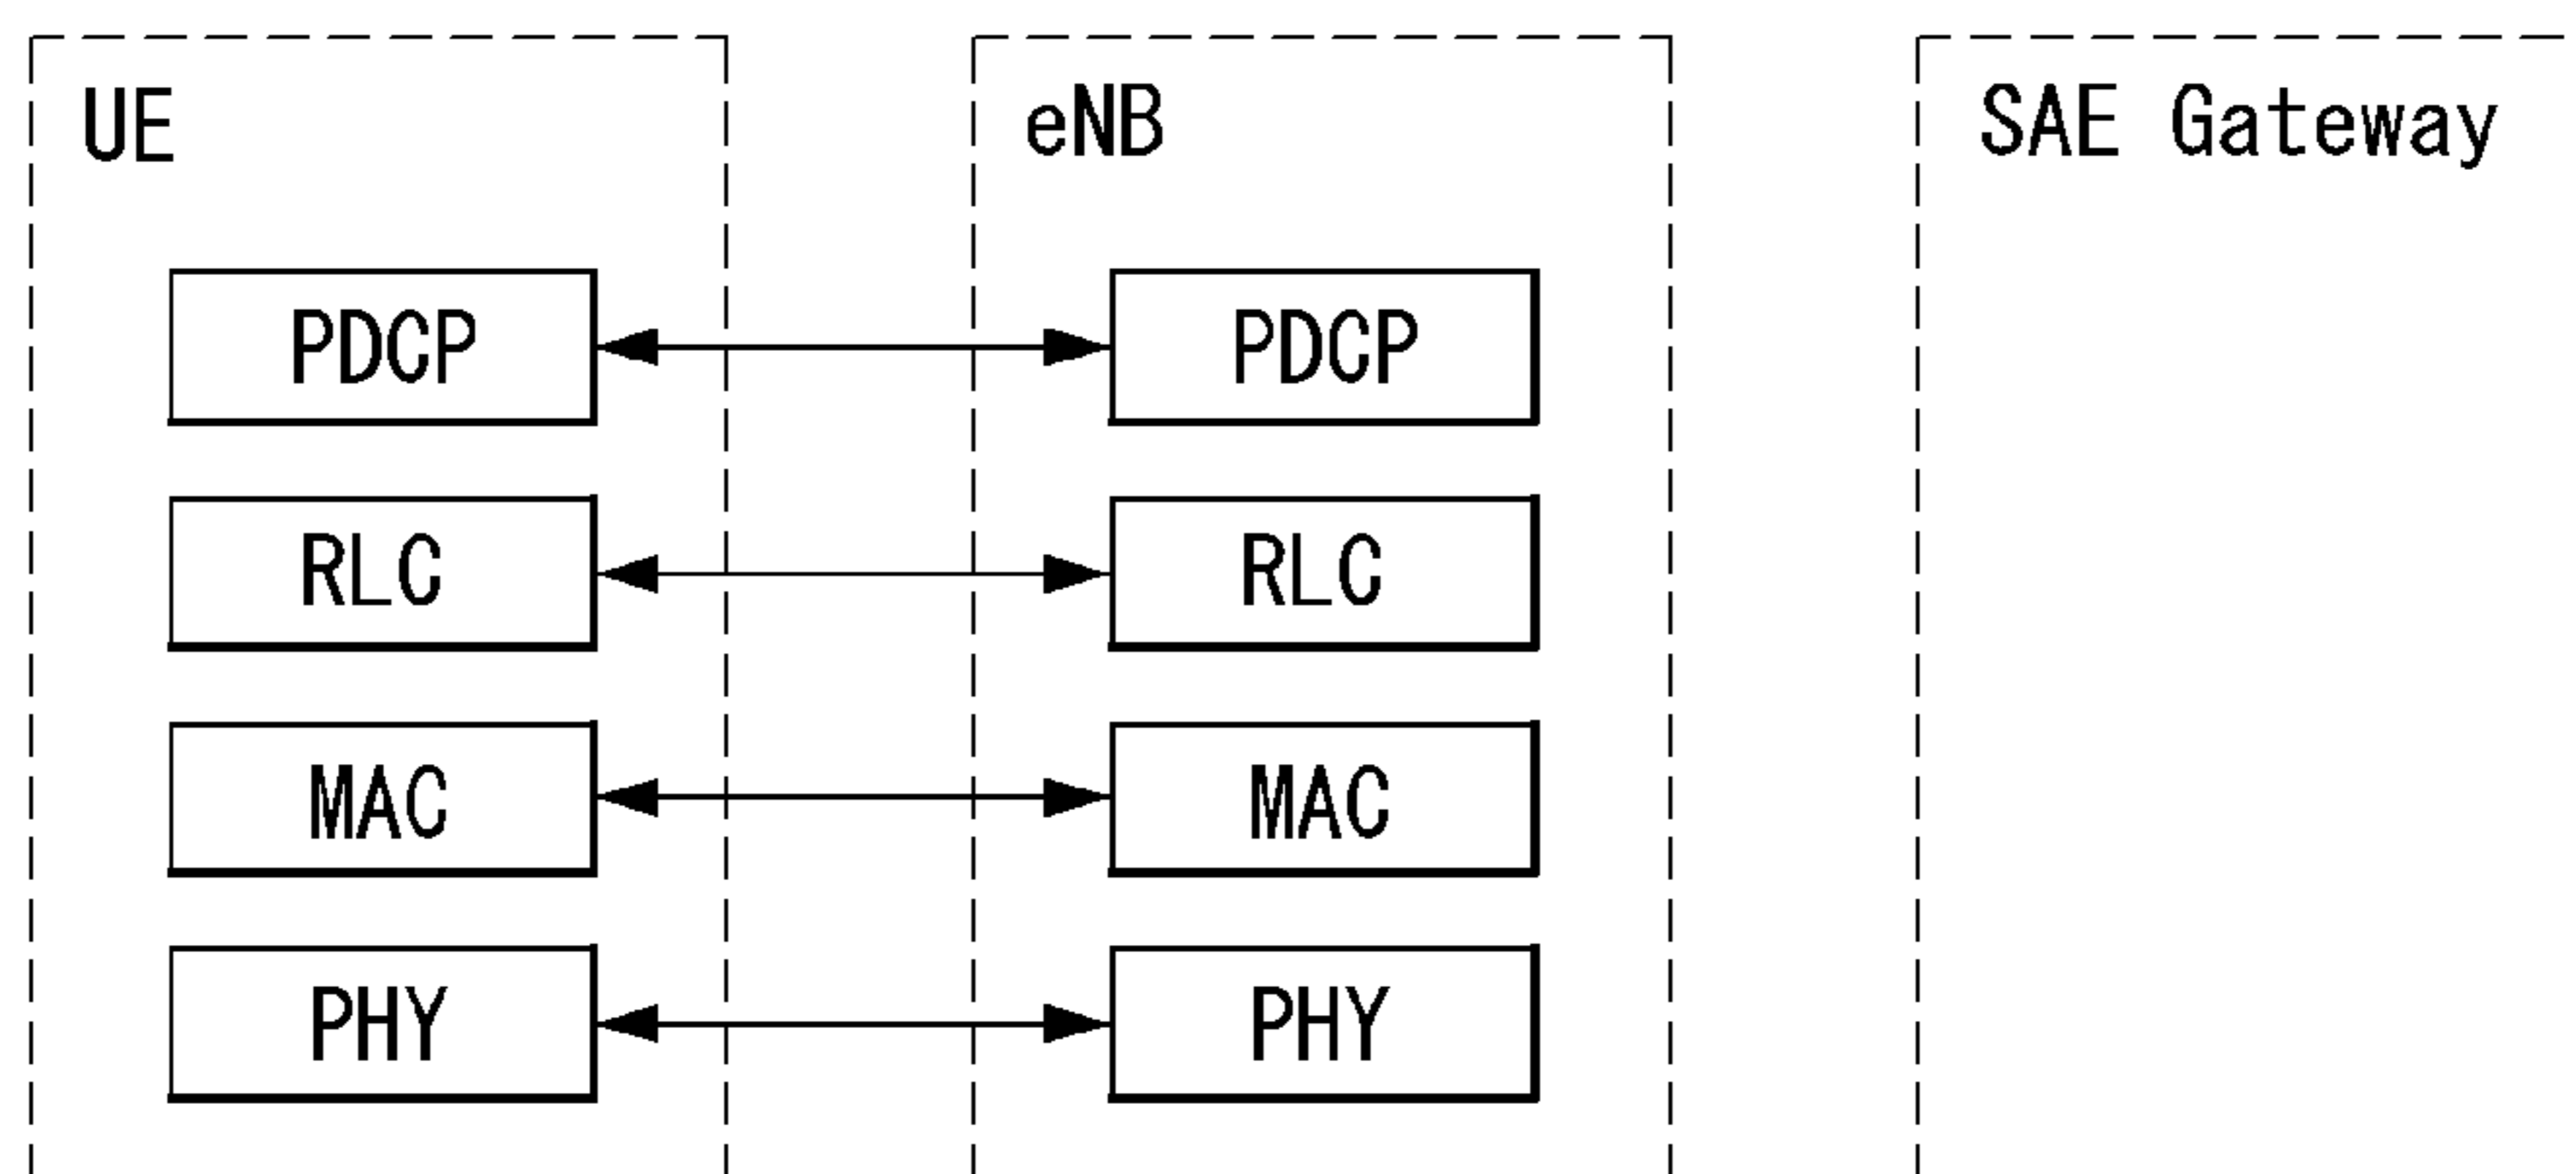 UE
eNB
SAE Gateway
PDCP
PDCP
RLC
RLC
MAC
MAC
PHY
PHY